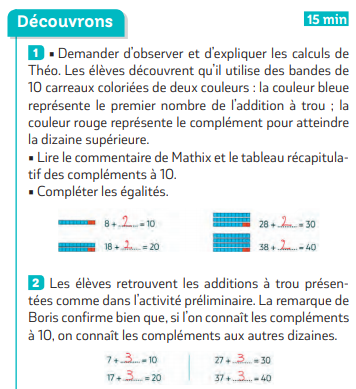 Découvrons
15 min
1 ▪ Demander d'observer et d'expliquer les calculs de
Théo. Les élèves découvrent qu'il utilise des bandes de
10 carreaux coloriées de deux couleurs : la couleur bleue
représente le premier nombre de l'addition à trou ; la
couleur rouge représente le complément pour atteindre
la dizaine supérieure.
▪ Lire le commentaire de Mathix et le tableau récapitula-
tif des compléments à 10.
▪ Compléter les égalités.
8 + ...2... = 10
28 + ...2... = 30
18 + ...2... = 20
38 + ...2... = 40
2 Les élèves retrouvent les additions à trou présen-
tées comme dans l'activité préliminaire. La remarque de
Boris confirme bien que, si l'on connaît les compléments
à 10, on connaît les compléments aux autres dizaines.
7 + ...3... = 10
27 + ...3... = 30
17 + ...3... = 20
37 + ...3... = 40